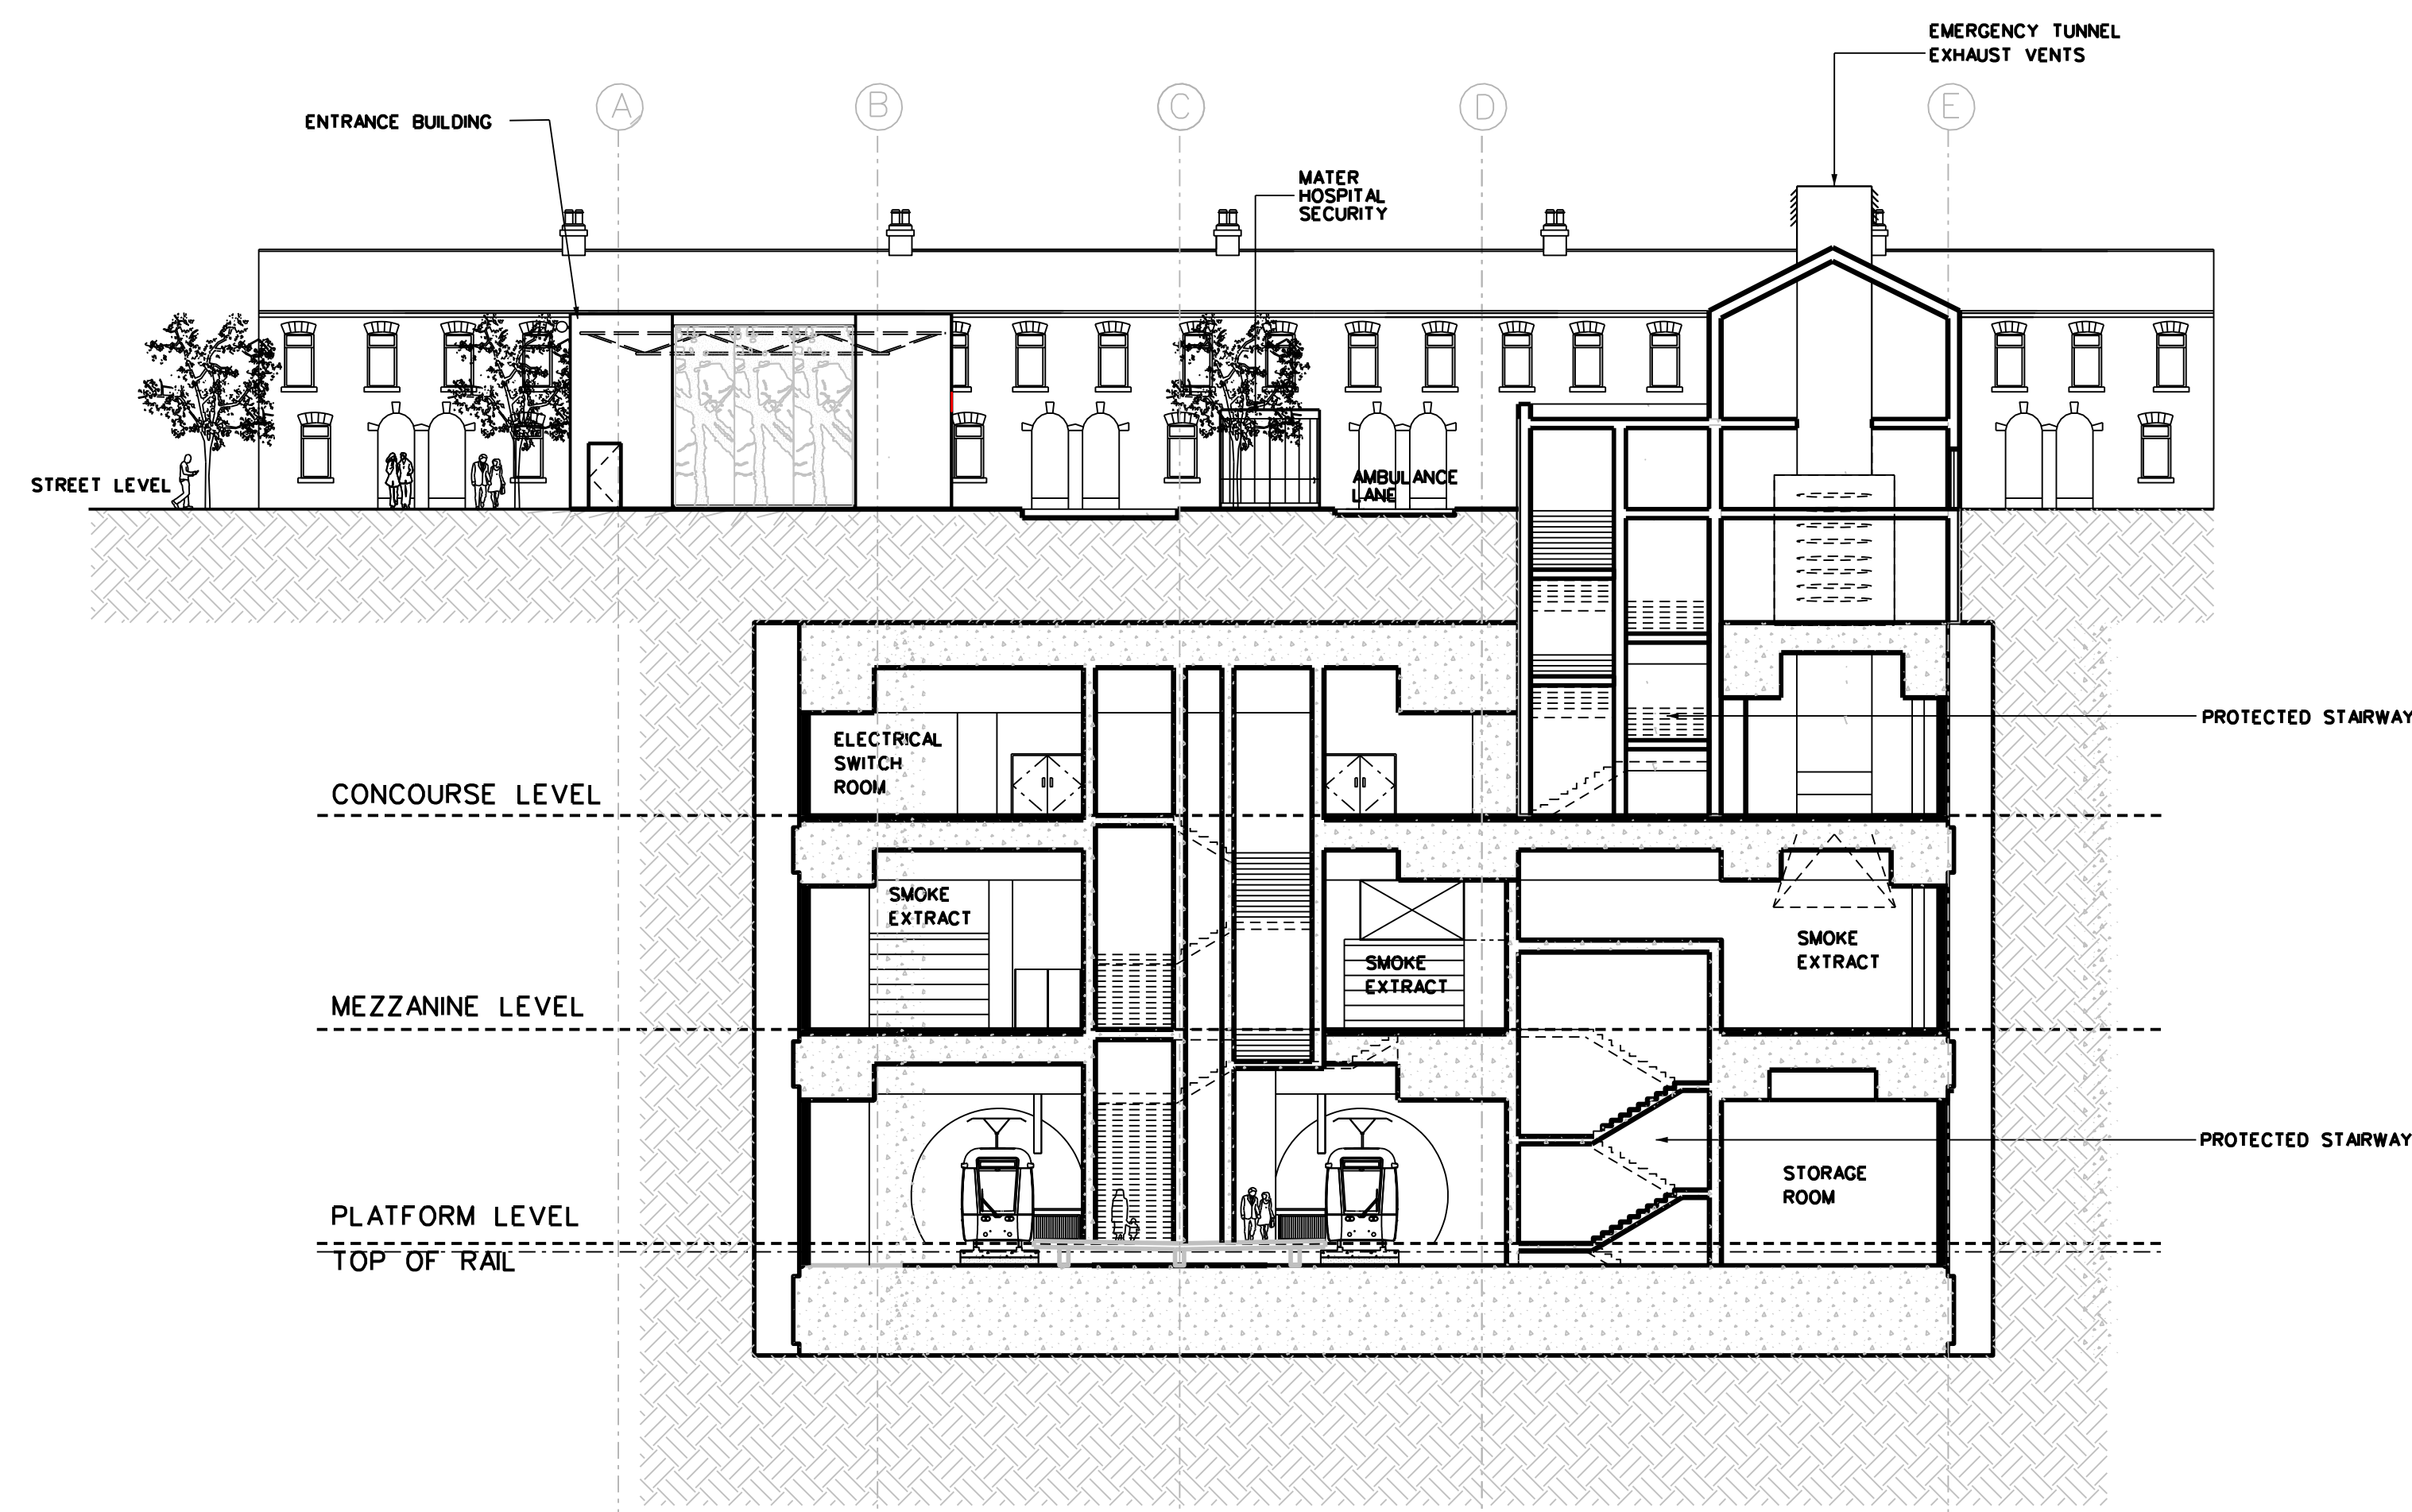 EMERGENCY TUNNEL
EXHAUST VENTS
A
B
C
D
E
ENTRANCE BUILDING
MATER
HOSPITAL
SECURITY
AMBULANCE
LANE
STREET LEVEL
PROTECTED STAIRWAY
ELECTRICAL
SWITCH
ROOM
CONCOURSE LEVEL
SMOKE
EXTRACT
SMOKE
EXTRACT
SMOKE
EXTRACT
MEZZANINE LEVEL
PROTECTED STAIRWAY
STORAGE
ROOM
PLATFORM LEVEL
TOP OF RAIL